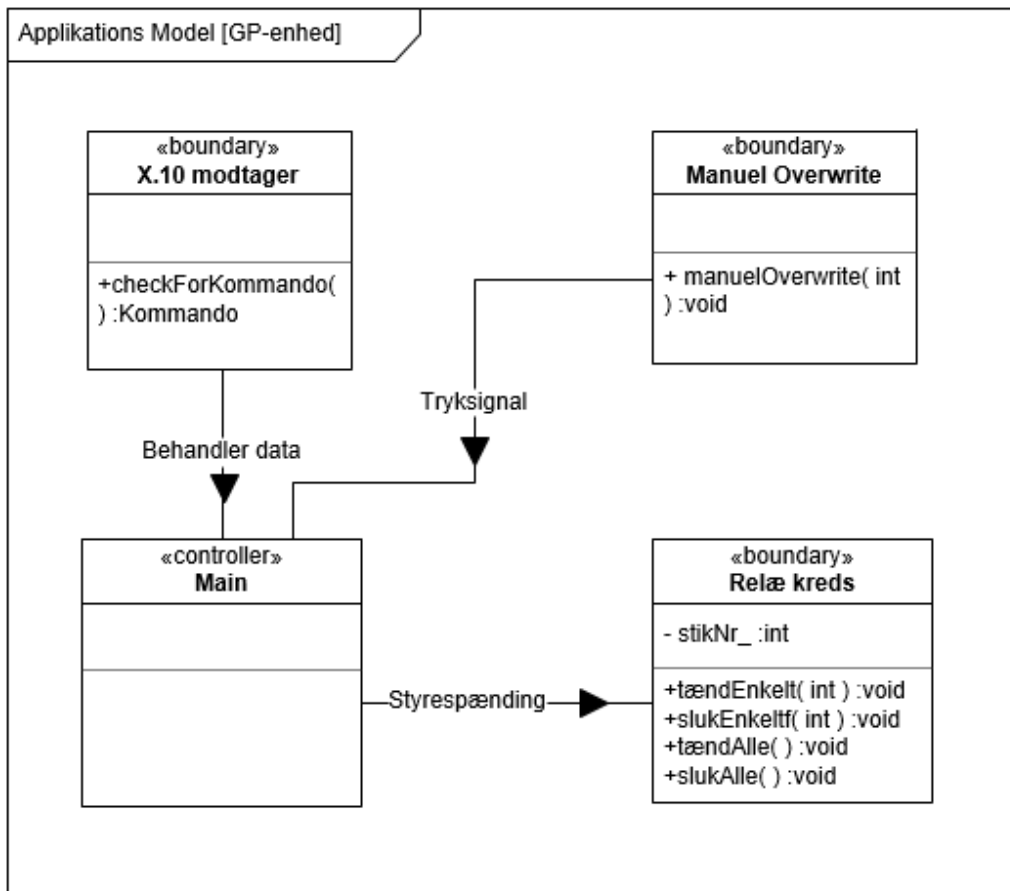 Applikations Model [GP-enhed]
«boundary»
X.10 modtager
+checkForKommando(
) :Kommando
«boundary»
Manuel Overwrite
+ manuelOverwrite( int
) :void
Tryksignal
Behandler data
«controller»
Main
Styrespænding
«boundary»
Relæ kreds
- stikNr_ :int
+tændEnkelt( int ) :void
+slukEnkeltf( int ) :void
+tændAlle( ) :void
+slukAlle( ) :void